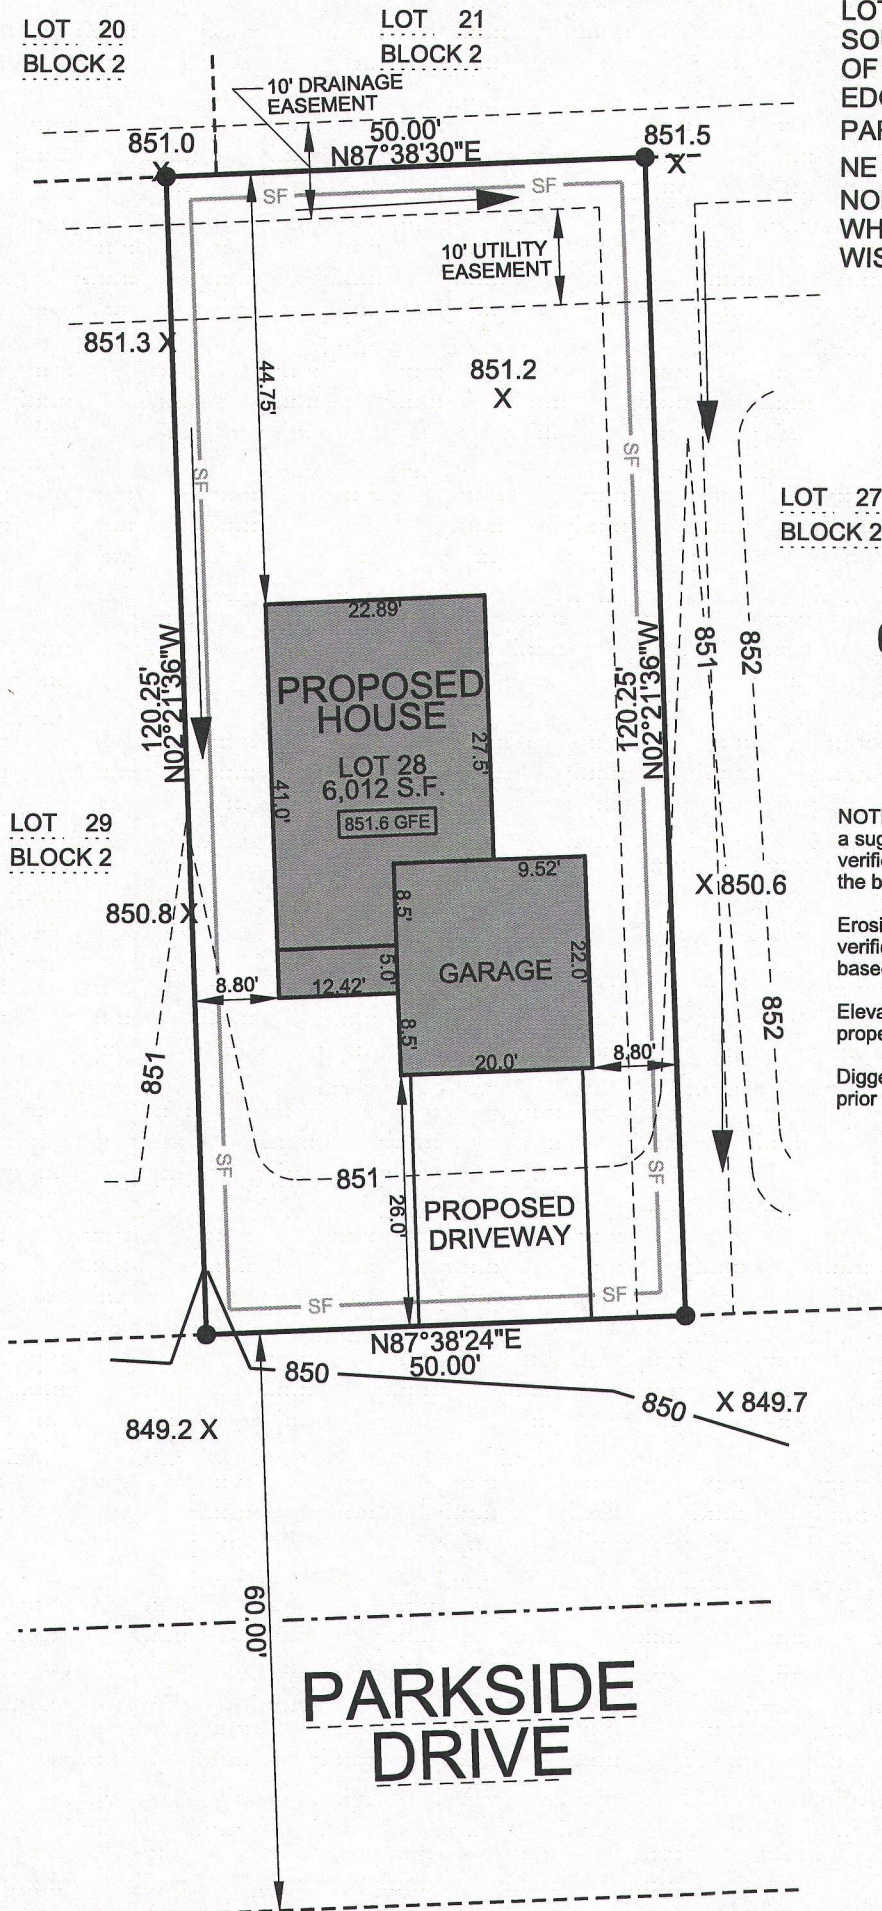 LOT 20
BLOCK 2
LOT 21
BLOCK 2
10' DRAINAGE
EASEMENT
50.00'
N87°38'30"E
851.0
X
851.5
X
SF
SF
10' UTILITY
EASEMENT
851.3 X
44.75'
851.2
X
SF
SF
LOT 27
BLOCK 2
22.89'
PROPOSED
HOUSE
LOT 28
6,012 S.F.
851.6 GFE
27.5'
41.0'
120.25'
N02°21'36"W
120.25'
N02°21'36"W
851
852
LOT 29
BLOCK 2
850.8 X
9.52'
8.5'
GARAGE
22.0'
5.0'
12.42'
8.80'
8.5'
20.0'
8.80'
X 850.6
852
851
SF
851
SF
26.0'
PROPOSED
DRIVEWAY
SF
SF
N87°38'24"E
50.00'
850
850
X 849.7
849.2 X
60.00'
PARKSIDE
DRIVE
OF
NE
a
the
Erosi
based
prior